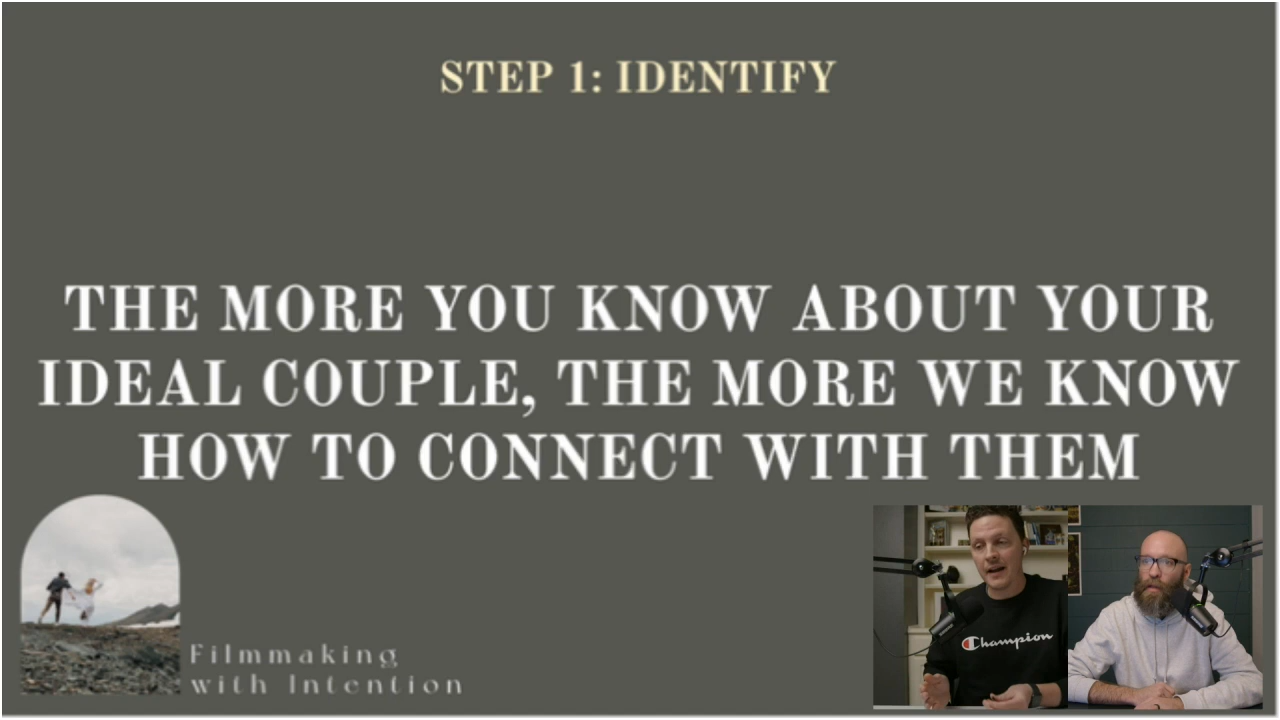 STEP 1: IDENTIFY
THE MORE YOU KNOW ABOUT YOUR
IDEAL COUPLE, THE MORE WE KNOW
HOW TO CONNECT WITH THEM
Filmmaking
with Intention
Champion